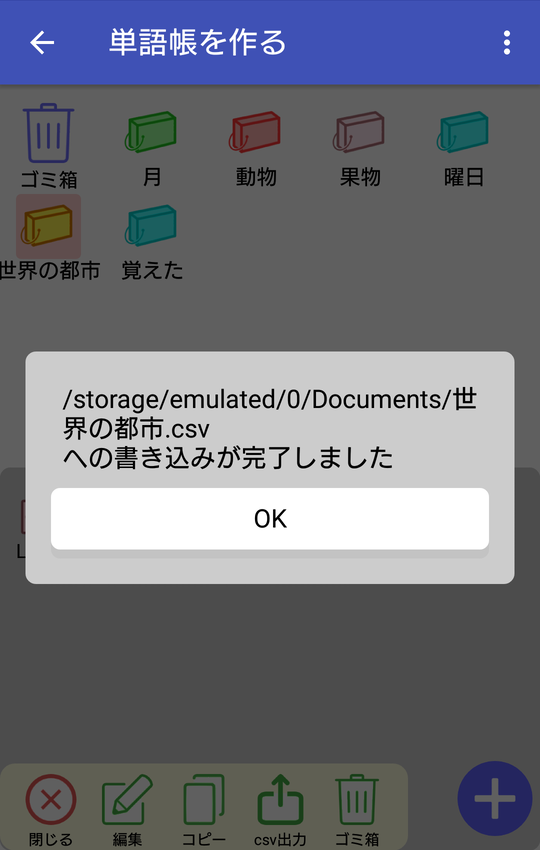 単語帳を作る
ゴミ箱
月
動物
果物
曜日
世界の都市
覚えた
/storage/emulated/0/Documents/世
界の都市.csv
への書き込みが完了しました
OK
閉じる
編集
コピー
csv出力
ゴミ箱